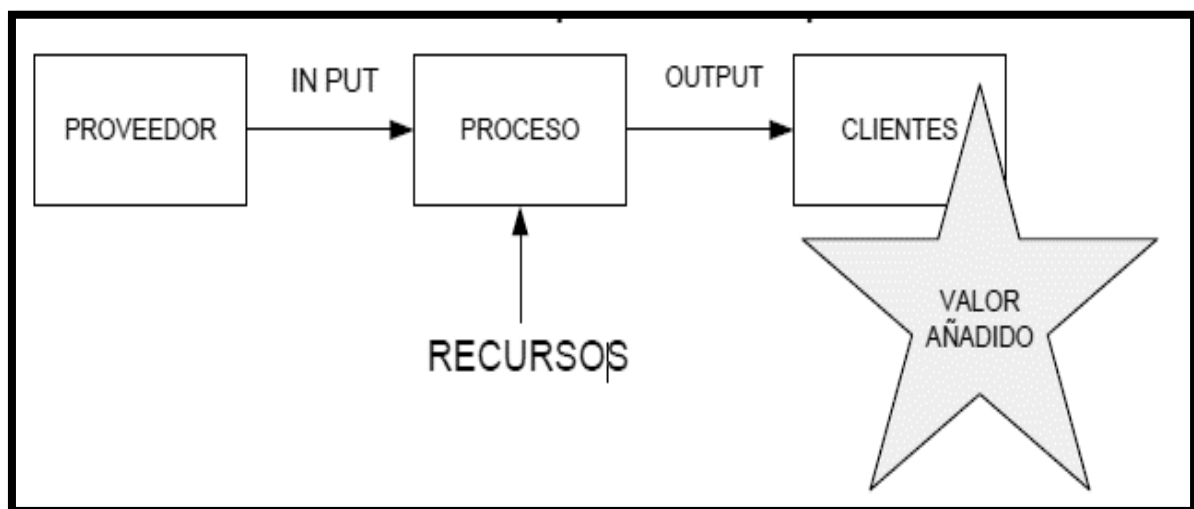 IN PUT
OUTPUT
PROVEEDOR
PROCESO
CLIENTES
RECURSOS
VALOR
AÑADIDO